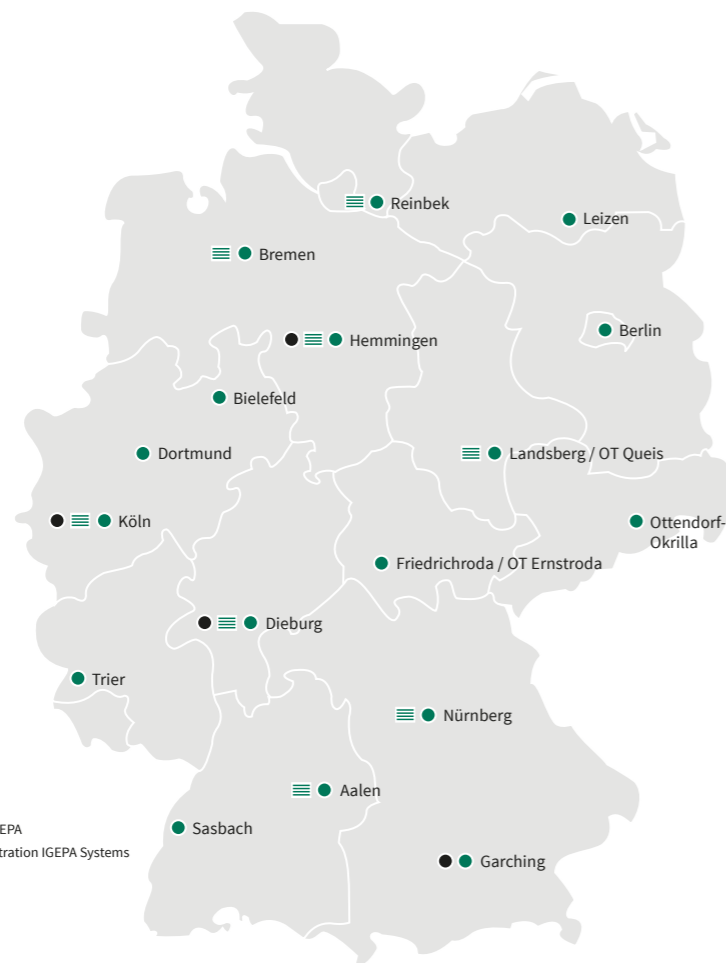 Reinbek
Leizen
Bremen
Berlin
Hemmingen
Bielefeld
Dortmund
Landsberg / OT Queis
Köln
Ottendorf-
Okrilla
Friedrichroda / OT Ernstroda
Dieburg
Trier
Nürnberg
Aalen
Sasbach
Garching
EPA
tration IGEPA Systems